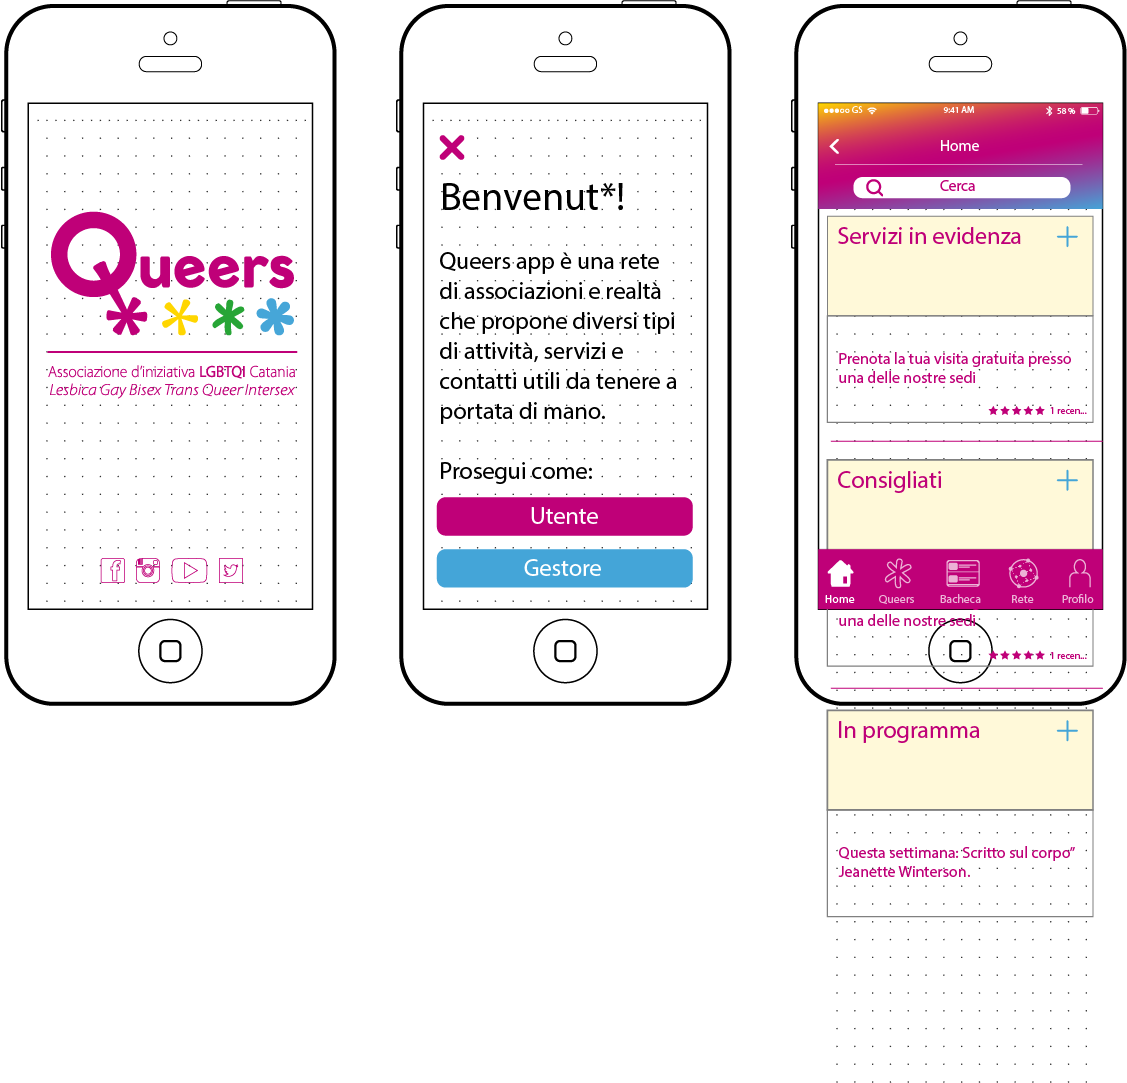 Queers
Associazione d'iniziativa LGBTQI Catania
Lesbica Gay Bisex Trans Queer Intersex
Benvenut*!
Queers app è una rete
di associazioni e realtà
che propone diversi tipi
di attività, servizi e
contatti utili da tenere a
portata di mano.
Prosegui come:
Utente
Gestore
GS 9:41 AM 58 %
Home
Cerca
Servizi in evidenza
Prenota la tua visita gratuita presso
una delle nostre sedi
1 recen...
Consigliati
Home Queers Bacheca Rete Profilo
una delle nostre sedi
1 recen...
In programma
Questa settimana: Scritto sul corpo”
Jeanette Winterson.